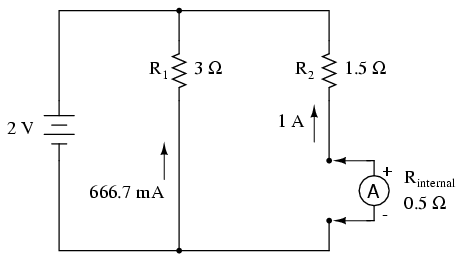 R1 3 Ω
R2 1.5 Ω
2 V
1 A
666.7 mA
+
A
-
Rinternal
0.5 Ω